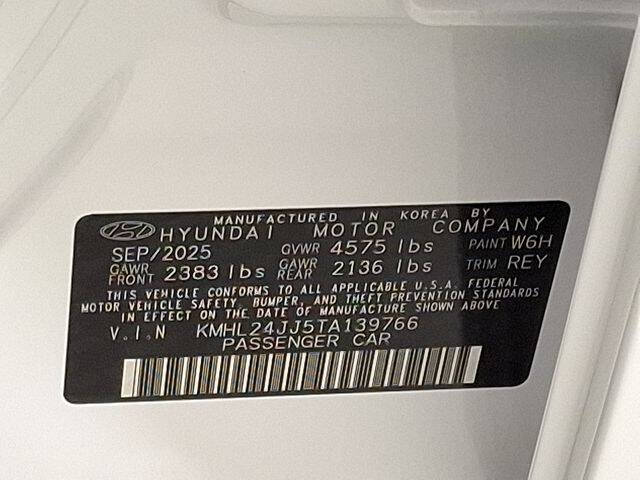 MANUFACTURED IN KOREA BY
HYUNDAI MOTOR COMPANY
SEP/2025 GVWR 4575 lbs PAINT W6H
GAWR FRONT 2383 lbs GAWR REAR 2136 lbs TRIM REY
THIS VEHICLE CONFORMS TO ALL APPLICABLE U.S.A. FEDERAL
MOTOR VEHICLE SAFETY, BUMPER, AND THEFT PREVENTION STANDARDS
IN EFFECT ON THE DATE OF MANUFACTURE SHOWN ABOVE
V.I.N KMHL24JJ5TA139766
PASSENGER CAR